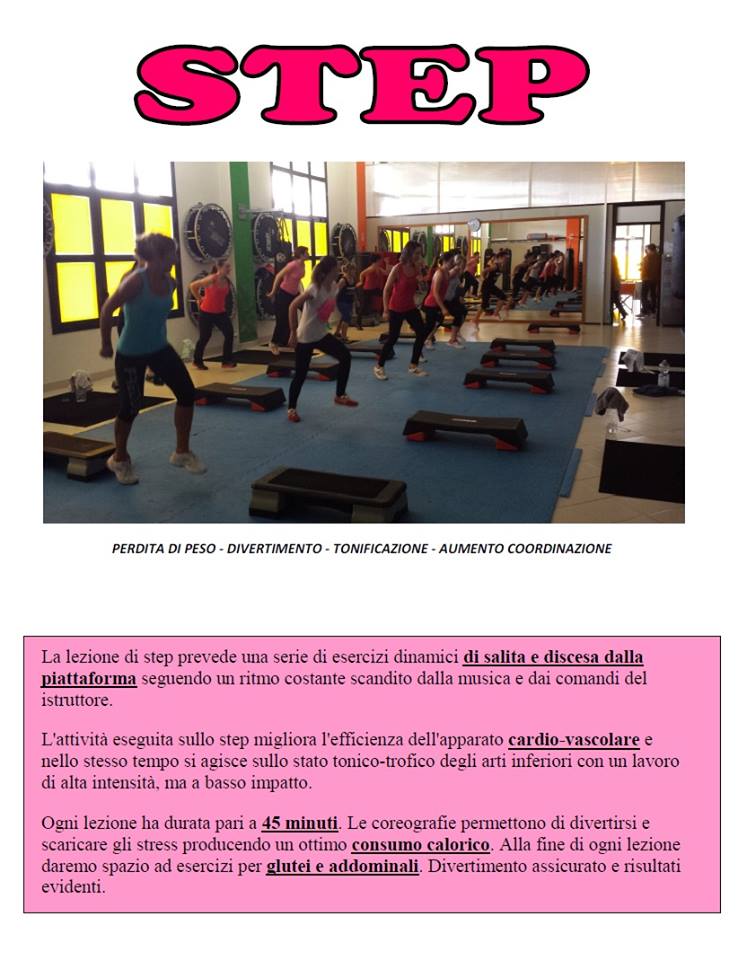 STEP
PERDITA DI PESO - DIVERTIMENTO - TONIFICAZIONE - AUMENTO COORDINAZIONE
La lezione di step prevede una serie di esercizi dinamici di salita e discesa dalla
piattaforma seguendo un ritmo costante scandito dalla musica e dai comandi del
istruttore.
L'attività eseguita sullo step migliora l'efficienza dell'apparato cardio-vascolare e
nello stesso tempo si agisce sullo stato tonico-trofico degli arti inferiori con un lavoro
di alta intensità, ma a basso impatto.
Ogni lezione ha durata pari a 45 minuti. Le coreografie permettono di divertirsi e
scaricare gli stress producendo un ottimo consumo calorico. Alla fine di ogni lezione
daremo spazio ad esercizi per glutei e addominali. Divertimento assicurato e risultati
evidenti.